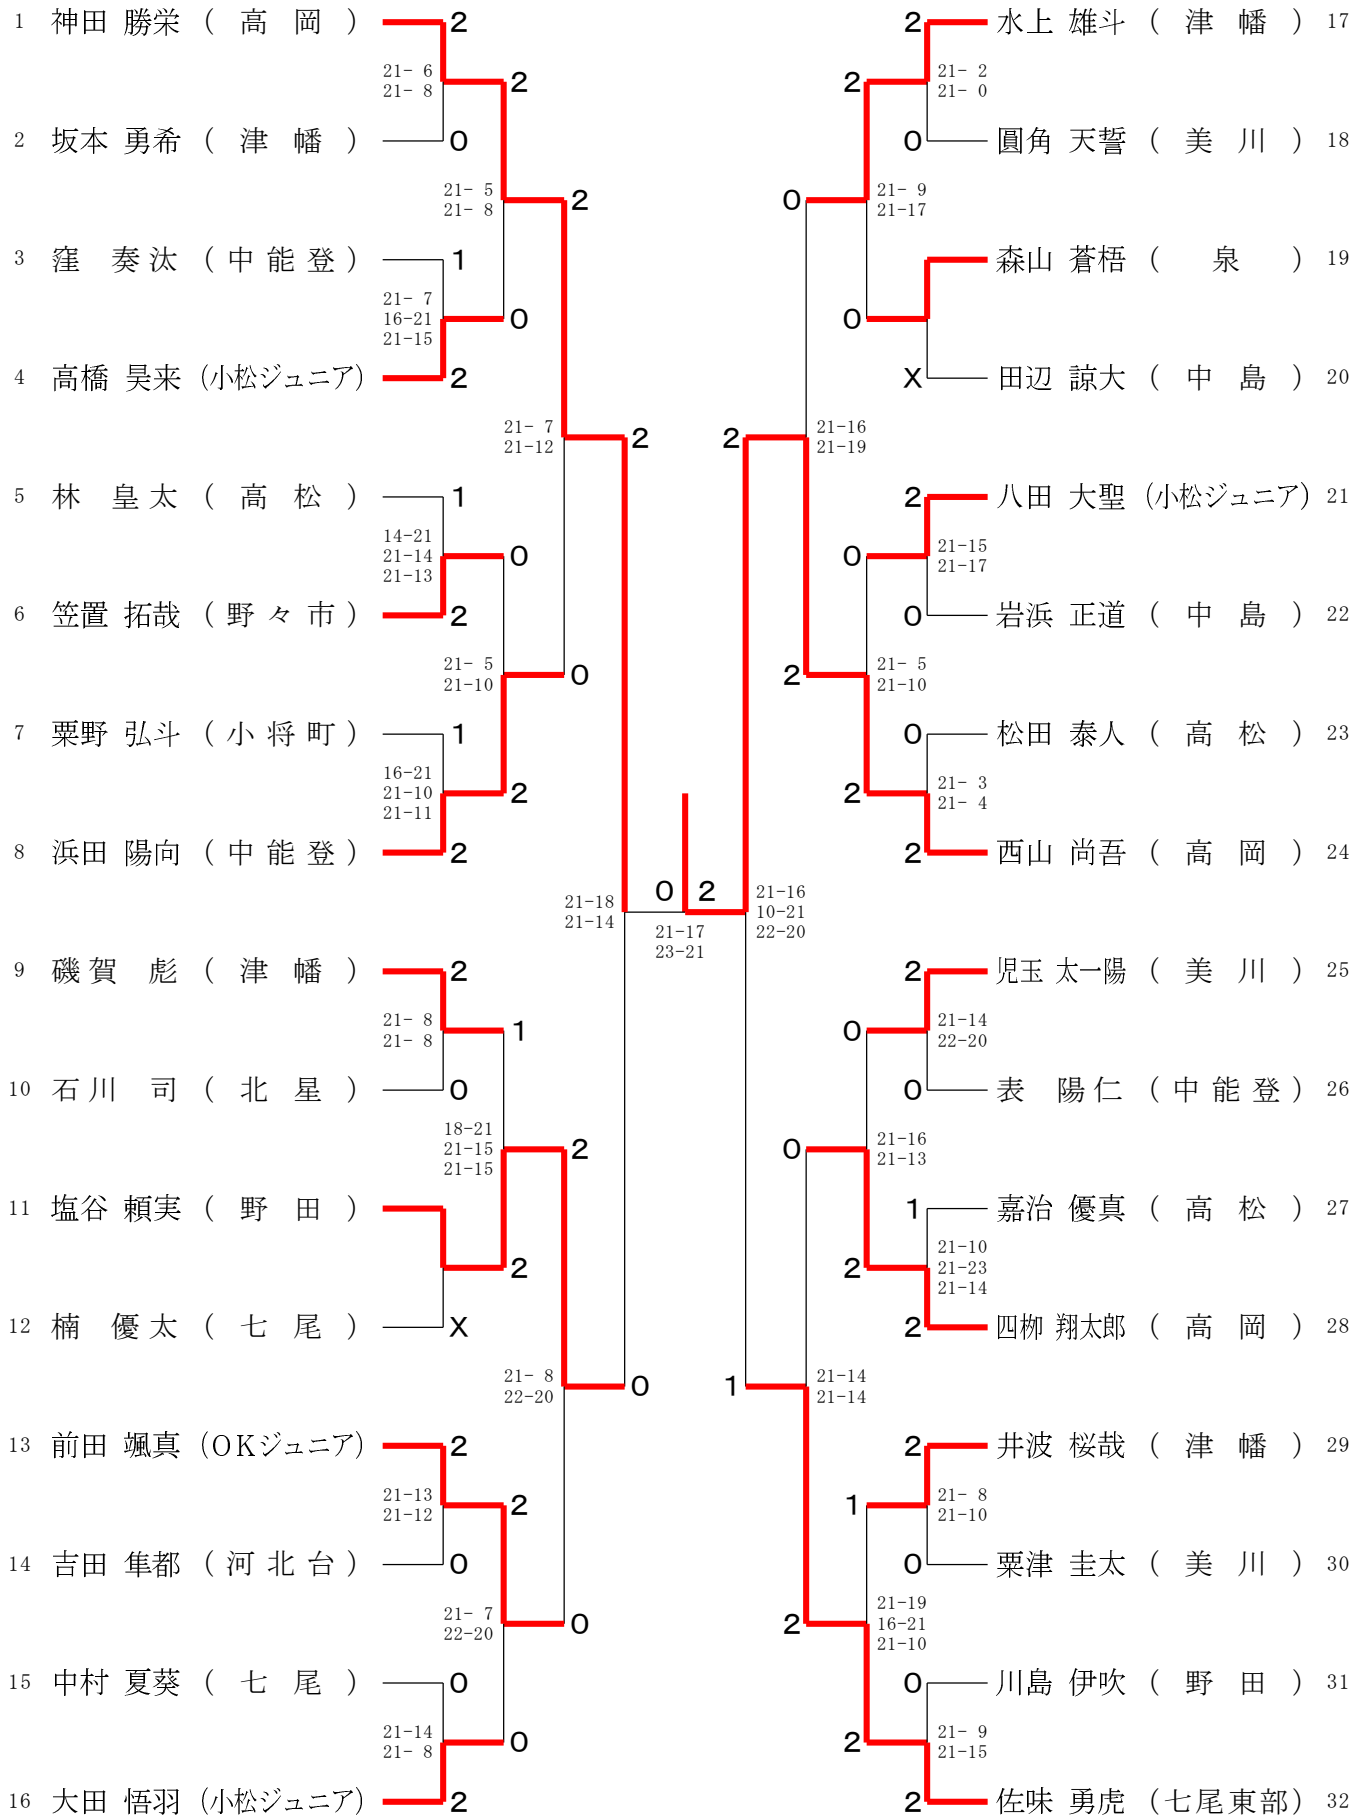 1 神田 勝栄 ( 高 岡 ) 2
21- 6
21- 8
2
2 坂本 勇希 ( 津 幡 ) 0
21- 5
21- 8
2
3 窪 奏汰 ( 中 能 登 ) 1
21- 7
16-21
21-15
0
4 高橋 昊来 (小松ジュニア) 2
21- 7
21-12
2
5 林 皇太 ( 高 松 ) 1
14-21
21-14
21-13
0
6 笠置 拓哉 ( 野 々 市 ) 2
21- 5
21-10
0
7 粟野 弘斗 ( 小 将 町 ) 1
16-21
21-10
21-11
2
8 浜田 陽向 ( 中 能 登 ) 2
21-18
21-14
9 磯賀 彪 ( 津 幡 ) 2
21- 8
21- 8
1
10 石川 司 ( 北 星 ) 0
18-21
21-15
21-15
2
11 塩谷 頼実 ( 野 田 )
2
12 楠 優太 ( 七 尾 ) X
21- 8
22-20
0
13 前田 颯真 (OKジュニア) 2
21-13
21-12
2
14 吉田 隼都 ( 河 北 台 ) 0
21- 7
22-20
0
15 中村 夏葵 ( 七 尾 ) 0
21-14
21- 8
0
16 大田 悟羽 (小松ジュニア) 2
0 2
21-17
23-21
2 水上 雄斗 ( 津 幡 ) 17
2
21- 2
21- 0
0 圓角 天誓 ( 美 川 ) 18
0
21- 9
21-17
森山 蒼梧 ( 泉 ) 19
0
X 田辺 諒大 ( 中 島 ) 20
2
21-16
21-19
2 八田 大聖 (小松ジュニア) 21
0
21-15
21-17
0 岩浜 正道 ( 中 島 ) 22
2
21- 5
21-10
0 松田 泰人 ( 高 松 ) 23
2
21- 3
21- 4
2 西山 尚吾 ( 高 岡 ) 24
21-16
10-21
22-20
2 児玉 太一陽 ( 美 川 ) 25
0
21-14
22-20
0 表 陽仁 ( 中 能 登 ) 26
0
21-16
21-13
1 嘉治 優真 ( 高 松 ) 27
2
21-10
21-23
21-14
2 四柳 翔太郎 ( 高 岡 ) 28
1
21-14
21-14
2 井波 桜哉 ( 津 幡 ) 29
1
21- 8
21-10
0 粟津 圭太 ( 美 川 ) 30
2
21-19
16-21
21-10
0 川島 伊吹 ( 野 田 ) 31
2
21- 9
21-15
2 佐味 勇虎 (七尾東部) 32